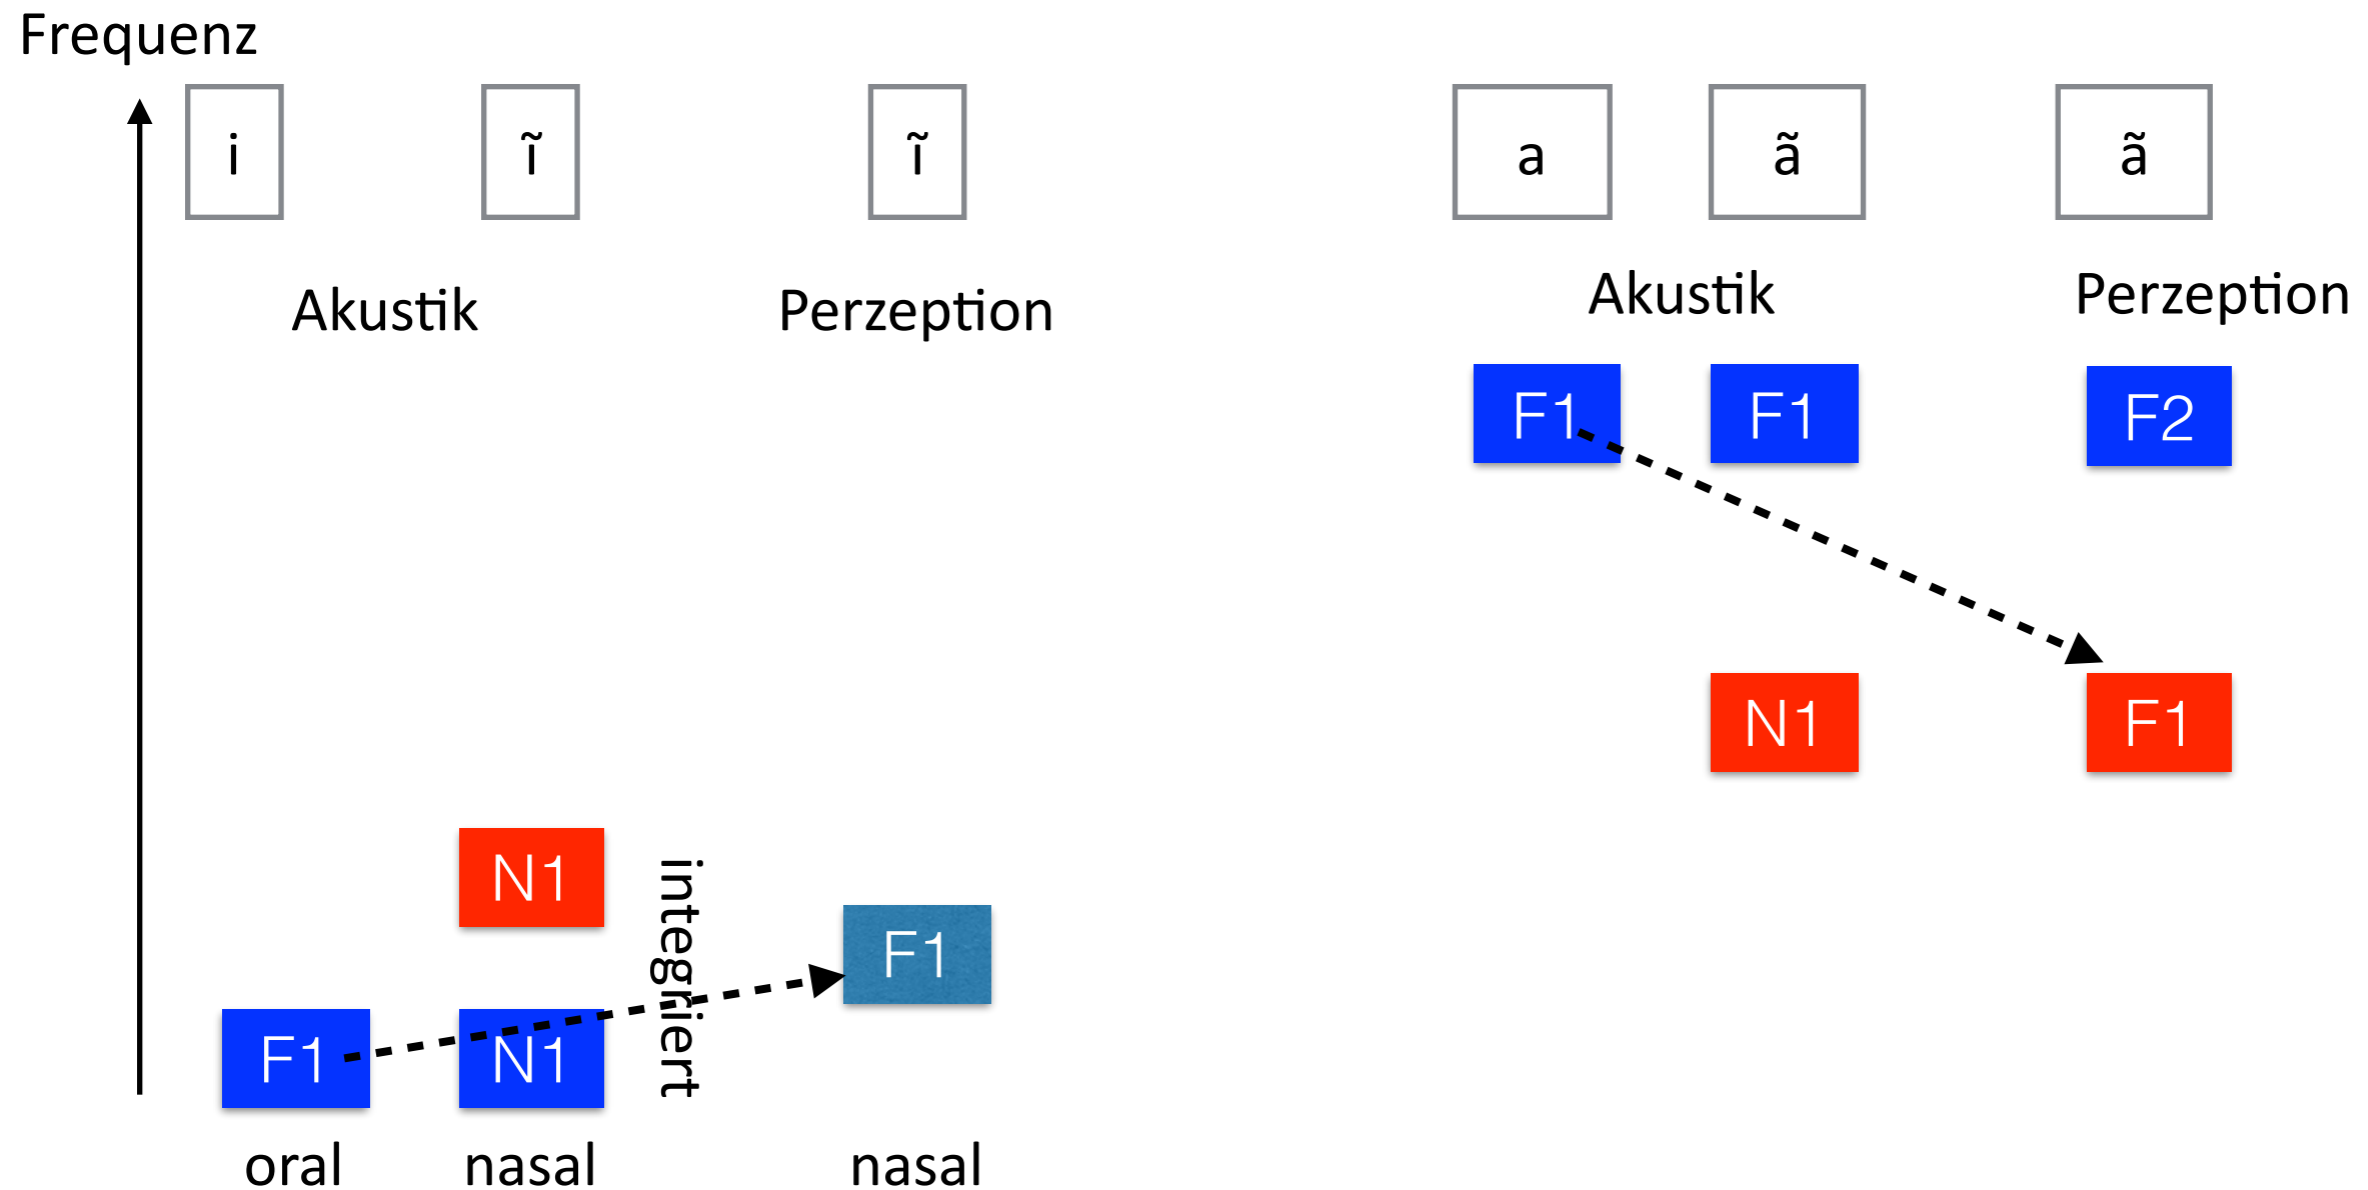 Frequenz
i
ĩ
ĩ
a
ã
ã
Akustik
Perzeption
Akustik
Perzeption
F1
F1
F2
N1
F1
N1
integriert
F1
F1
N1
oral
nasal
nasal